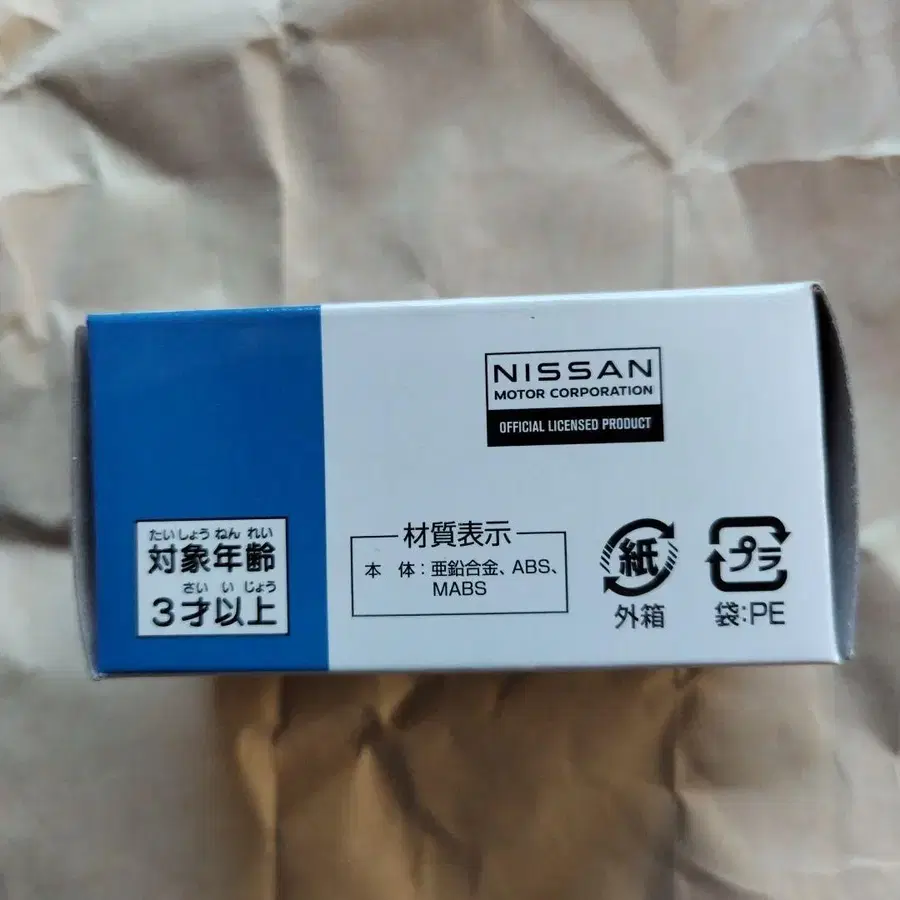 NISSAN
MOTOR CORPORATION
OFFICIAL LICENSED PRODUCT
たいしょう ねん れい
対象年齢
さい い じょう
3才以上
材質表示
本 体:亜鉛合金、ABS、
MABS
紙
外箱
プラ
袋:PE